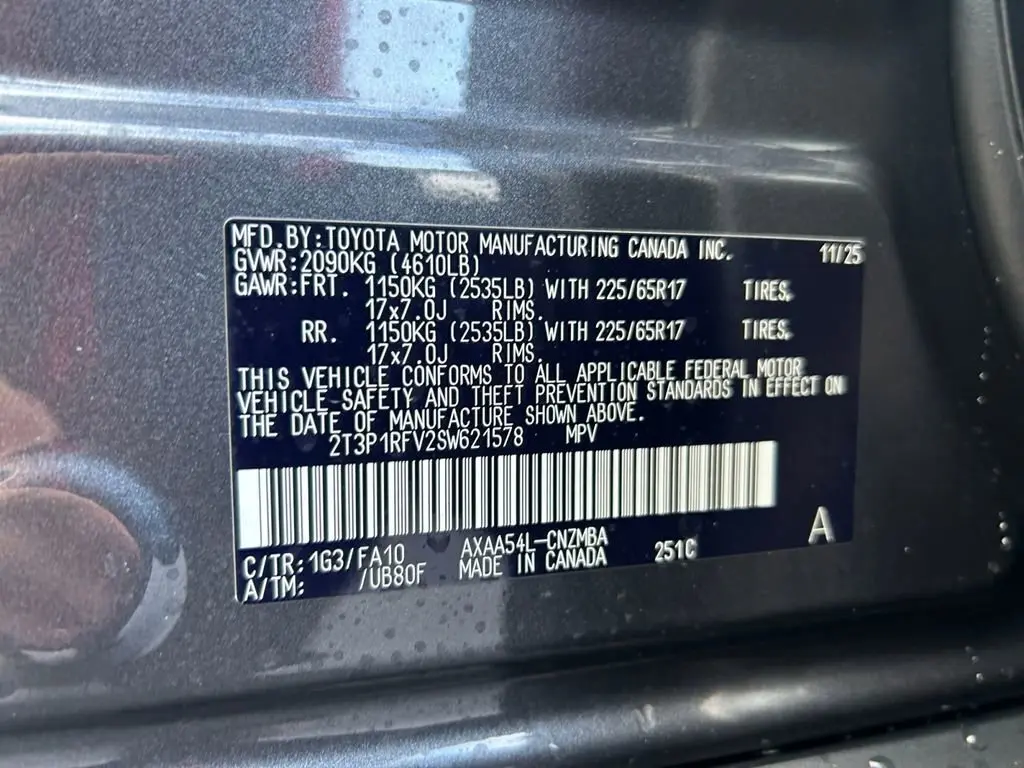 MFD.BY:TOYOTA MOTOR MANUFACTURING CANADA INC. 11/25
GVWR:2090KG (4610LB)
GAWR:FRT. 1150KG (2535LB) WITH 225/65R17 TIRES,
17x7.0J RIMS.
RR. 1150KG (2535LB) WITH 225/65R17 TIRES,
17x7.0J RIMS.
THIS VEHICLE CONFORMS TO ALL APPLICABLE FEDERAL MOTOR
VEHICLE SAFETY AND THEFT PREVENTION STANDARDS IN EFFECT ON
THE DATE OF MANUFACTURE SHOWN ABOVE.
2T3P1RFV2SW621578 MPV
C/TR:1G3/FA10 AXAA54L-CNZMBA 251C A
A/TM: /UB80F MADE IN CANADA